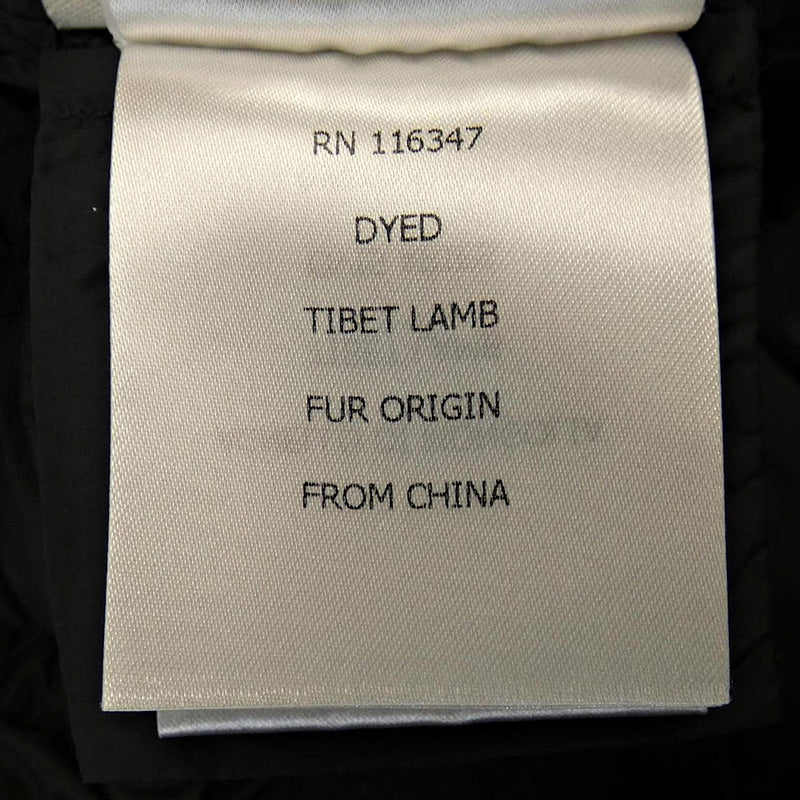 RN 116347
DYED
TIBET LAMB
FUR ORIGIN
FROM CHINA